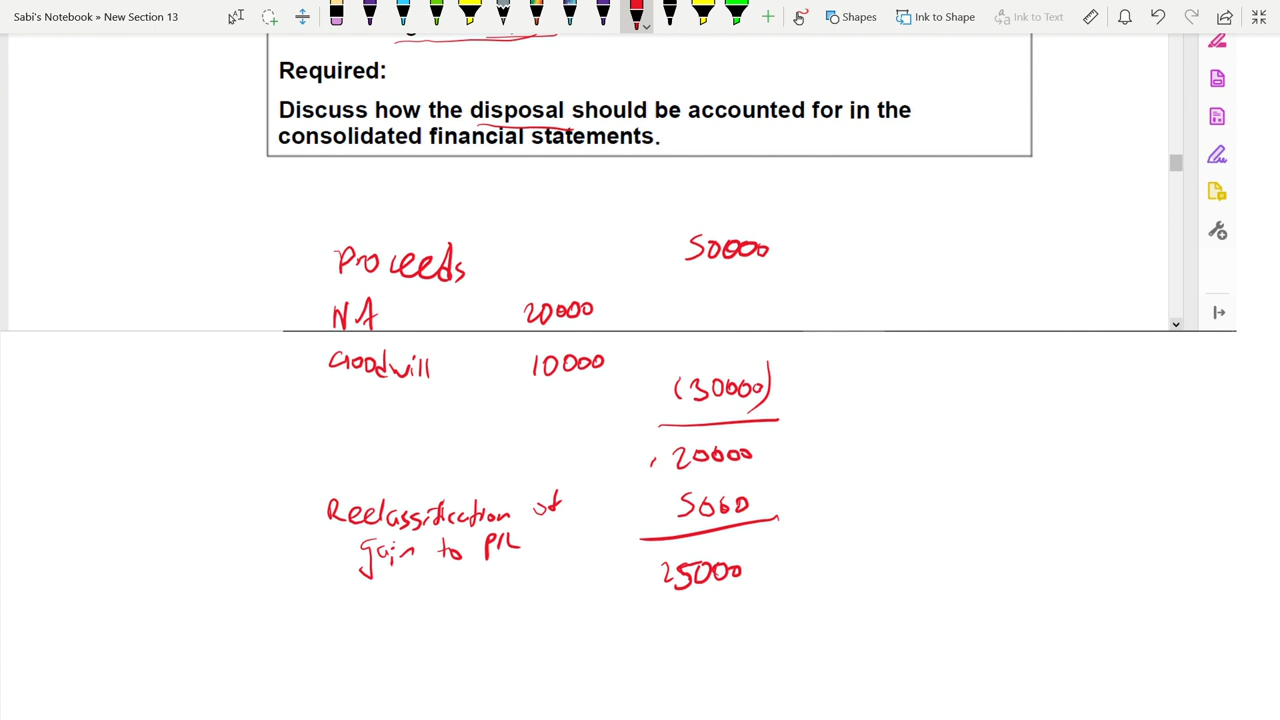 Sabi's Notebook » New Section 13
Shapes
Ink to Shape
Ink to Text
Required:
Discuss how the disposal should be accounted for in the
consolidated financial statements.
Proceeds 50000
NA 20000
Goodwill 10000
(30000)
20000
Reclassification of 5000
gain to P/L
25000